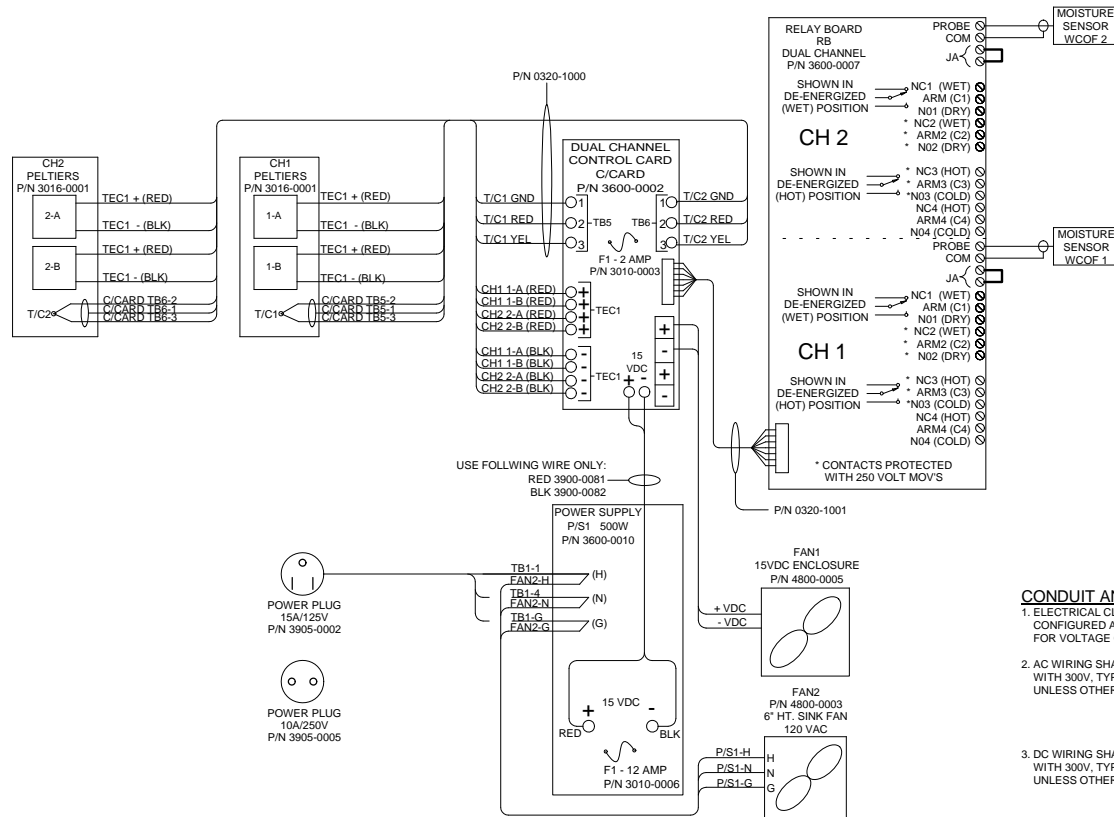 P/N 0320-1000
CH2
PELTIERS
P/N 3016-0001
2-A
2-B
TEC1 + (RED)
TEC1 - (BLK)
TEC1 + (RED)
TEC1 - (BLK)
T/C2
C/CARD TB6-2
C/CARD TB6-1
C/CARD TB6-3
CH1
PELTIERS
P/N 3016-0001
1-A
1-B
TEC1 + (RED)
TEC1 - (BLK)
TEC1 + (RED)
TEC1 - (BLK)
T/C1
C/CARD TB5-2
C/CARD TB5-1
C/CARD TB5-3
DUAL CHANNEL
CONTROL CARD
C/CARD
P/N 3600-0002
T/C1 GND
T/C1 RED
T/C1 YEL
1
2
3
TB5
TB6
1
2
3
T/C2 GND
T/C2 RED
T/C2 YEL
F1 - 2 AMP
P/N 3010-0003
CH1 1-A (RED)
CH1 1-B (RED)
CH2 2-A (RED)
CH2 2-B (RED)
+
+
+
+
TEC1
CH1 1-A (BLK)
CH1 1-B (BLK)
CH2 2-A (BLK)
CH2 2-B (BLK)
-
-
-
-
TEC1
15
VDC
+ -
+
-
+
-
RELAY BOARD
RB
DUAL CHANNEL
P/N 3600-0007
PROBE
COM
JA
MOISTURE
SENSOR
WCOF 2
SHOWN IN
DE-ENERGIZED
(WET) POSITION
NC1 (WET)
ARM (C1)
N01 (DRY)
* NC2 (WET)
* ARM2 (C2)
* N02 (DRY)
CH 2
SHOWN IN
DE-ENERGIZED
(HOT) POSITION
* NC3 (HOT)
* ARM3 (C3)
*N03 (COLD)
NC4 (HOT)
ARM4 (C4)
N04 (COLD)
PROBE
COM
JA
MOISTURE
SENSOR
WCOF 1
SHOWN IN
DE-ENERGIZED
(WET) POSITION
NC1 (WET)
ARM (C1)
N01 (DRY)
* NC2 (WET)
* ARM2 (C2)
* N02 (DRY)
CH 1
SHOWN IN
DE-ENERGIZED
(HOT) POSITION
* NC3 (HOT)
* ARM3 (C3)
*N03 (COLD)
NC4 (HOT)
ARM4 (C4)
N04 (COLD)
* CONTACTS PROTECTED
WITH 250 VOLT MOV'S
P/N 0320-1001
USE FOLLWING WIRE ONLY:
RED 3900-0081
BLK 3900-0082
POWER SUPPLY
P/S1 500W
P/N 3600-0010
TB1-1
FAN2-H
(H)
TB1-4
FAN2-N
(N)
TB1-G
FAN2-G
(G)
+ 15 VDC -
RED
BLK
F1 - 12 AMP
P/N 3010-0006
POWER PLUG
15A/125V
P/N 3905-0002
POWER PLUG
10A/250V
P/N 3905-0005
FAN1
15VDC ENCLOSURE
P/N 4800-0005
+ VDC
- VDC
FAN2
P/N 4800-0003
6" HT. SINK FAN
120 VAC
P/S1-H
P/S1-N
P/S1-G
H
N
G
CONDUIT AN
1. ELECTRICAL CL
CONFIGURED A
FOR VOLTAGE
2. AC WIRING SHA
WITH 300V, TYP
UNLESS OTHER
3. DC WIRING SHA
WITH 300V, TYP
UNLESS OTHER